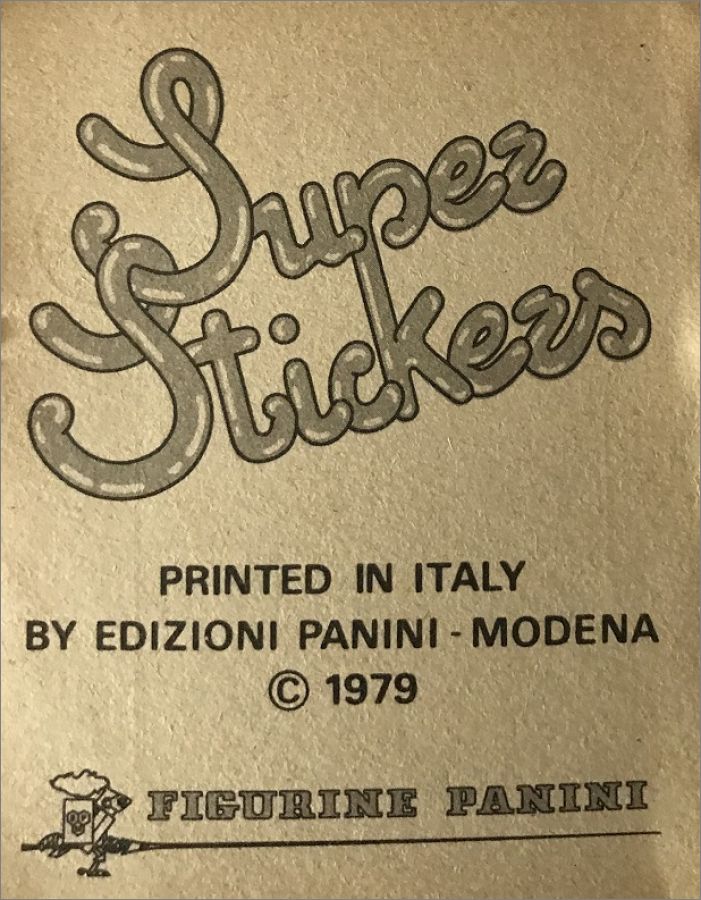 Super
Stickers
PRINTED IN ITALY
BY EDIZIONI PANINI - MODENA
© 1979
FIGURINE PANINI